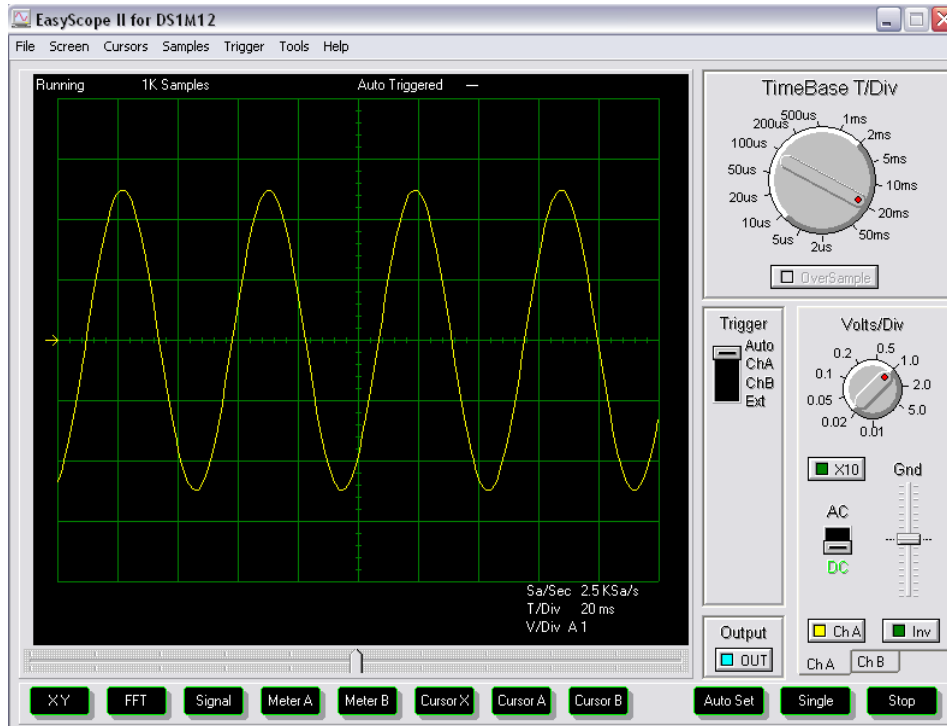 EasyScope II for DS1M12
File Screen Cursors Samples Trigger Tools Help
Running 1K Samples Auto Triggered
TimeBase T/Div
500us
200us 1ms
100us 2ms
50us 5ms
20us 10ms
10us 20ms
5us 2us 50ms
OverSample
Trigger
Auto
ChA
ChB
Ext
Volts/Div
0.2 0.5
0.1 1.0
0.05 2.0
0.02 5.0
0.01
X10 Gnd
AC
DC
Sa/Sec 2.5 KSa/s
T/Div 20 ms
V/Div A 1
Output
OUT
Ch A Inv
Ch A Ch B
X Y FFT Signal Meter A Meter B Cursor X Cursor A Cursor B Auto Set Single Stop